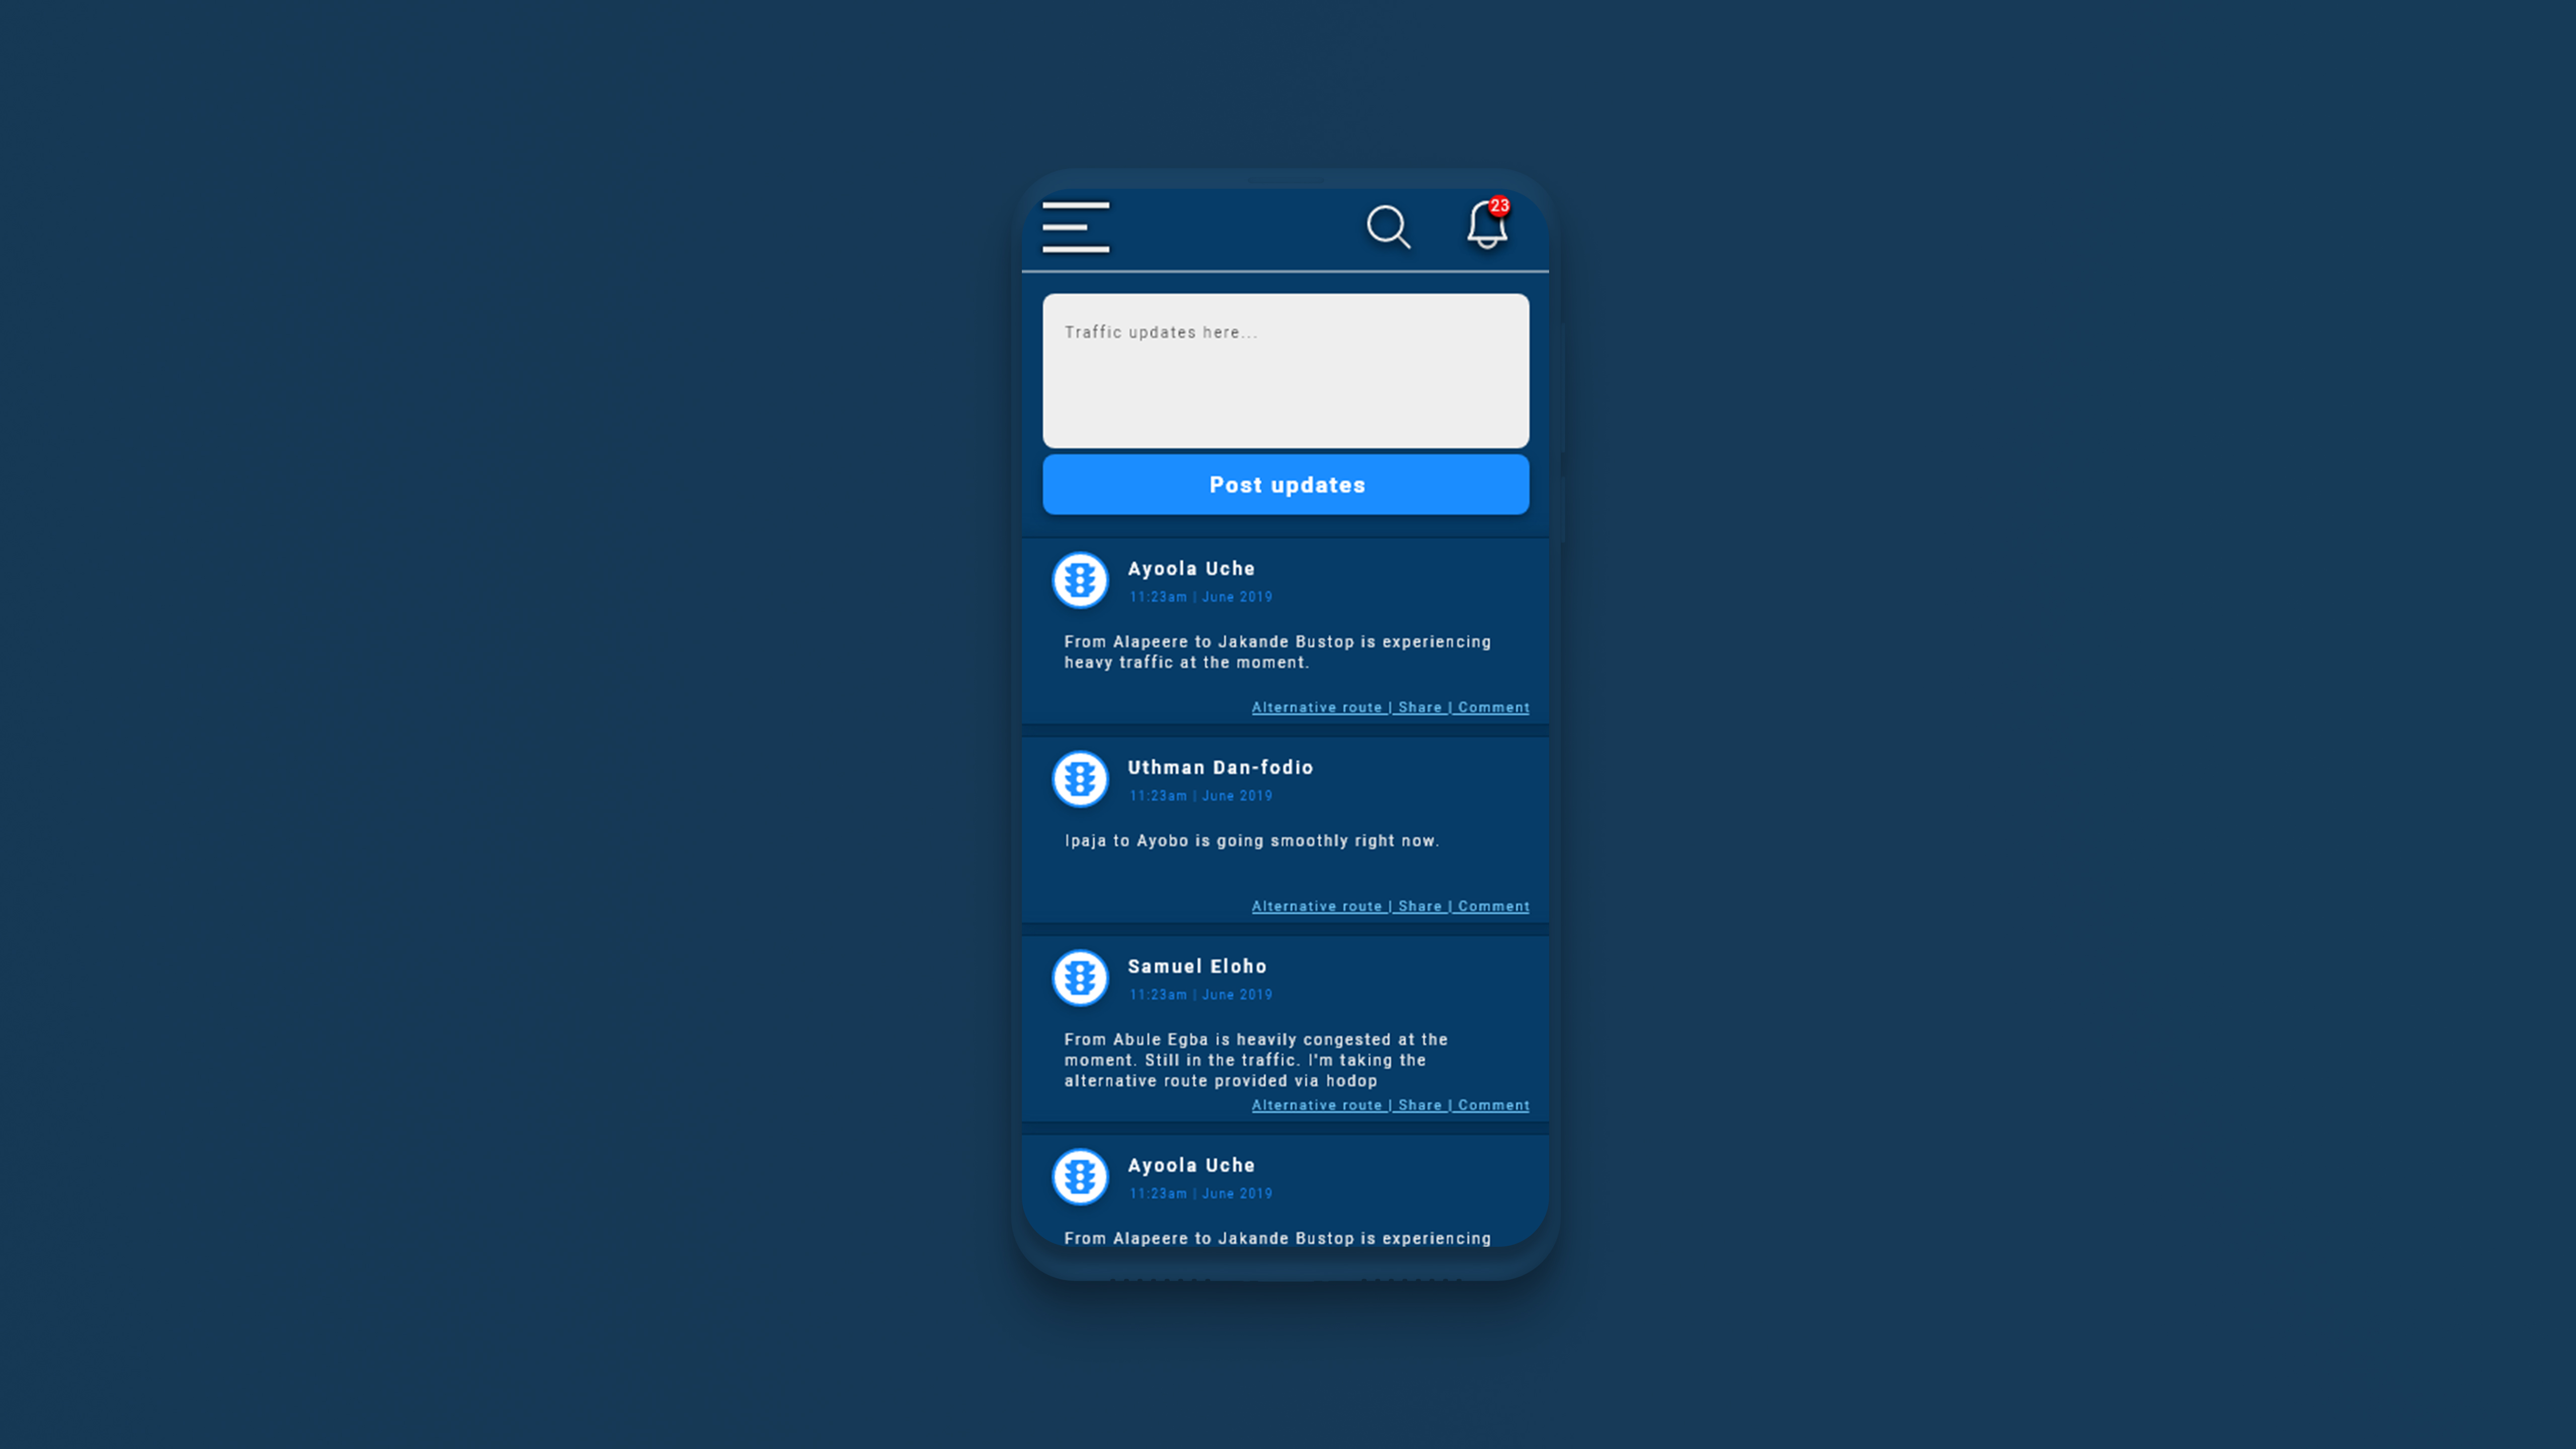 23
Traffic updates here...
Post updates
Ayoola Uche
11:23am | June 2019
From Alapeere to Jakande Bustop is experiencing
heavy traffic at the moment.
Alternative route | Share | Comment
Uthman Dan-fodio
11:23am | June 2019
Ipaja to Ayobo is going smoothly right now.
Alternative route | Share | Comment
Samuel Eloho
11:23am | June 2019
From Abule Egba is heavily congested at the
moment. Still in the traffic. I'm taking the
alternative route provided via hodop
Alternative route | Share | Comment
Ayoola Uche
11:23am | June 2019
From Alapeere to Jakande Bustop is experiencing